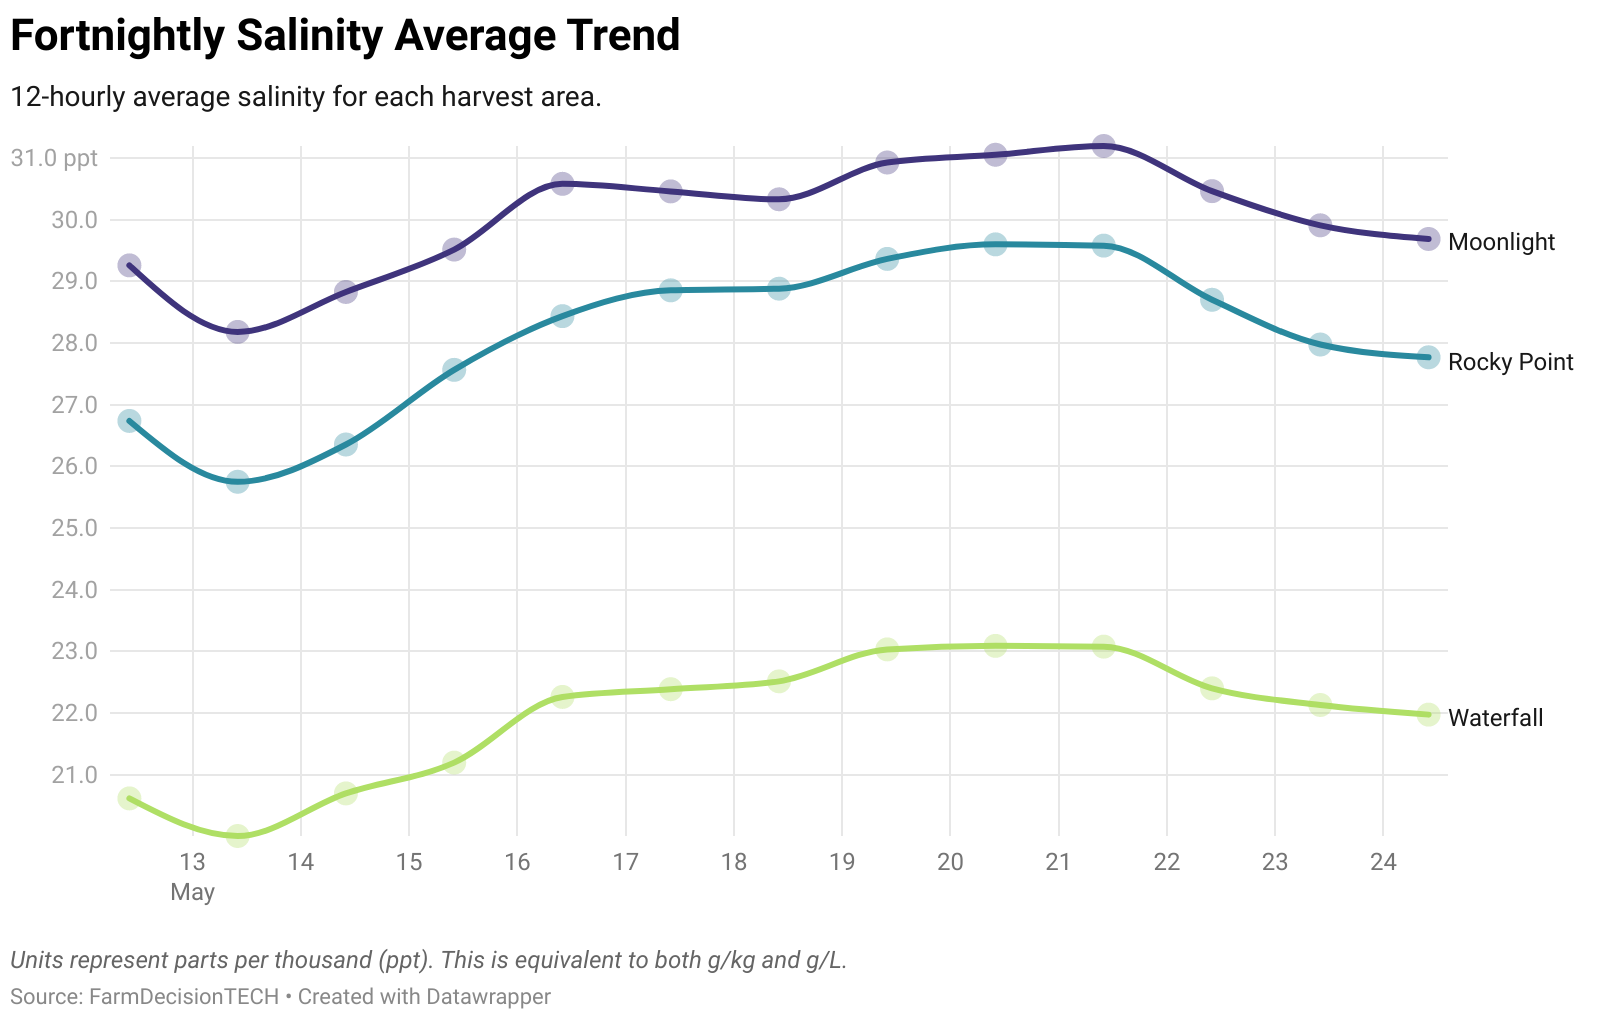 Fortnightly Salinity Average Trend
12-hourly average salinity for each harvest area.
31.0 ppt
30.0
29.0
28.0
27.0
26.0
25.0
24.0
23.0
22.0
21.0
Moonlight
Rocky Point
Waterfall
13 14 15 16 17 18 19 20 21 22 23 24
May
Units represent parts per thousand (ppt). This is equivalent to both g/kg and g/L.
Source: FarmDecisionTECH • Created with Datawrapper